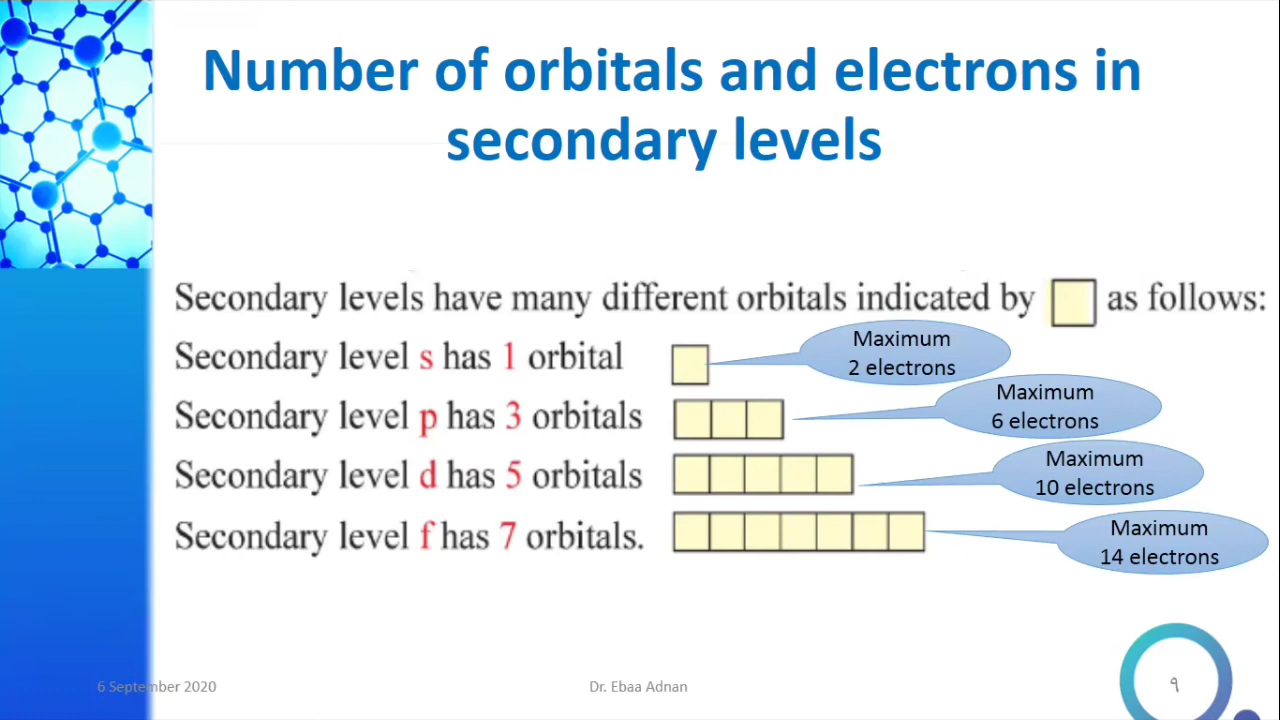 Number of orbitals and electrons in
secondary levels
Secondary levels have many different orbitals indicated by as follows:
Secondary level s has 1 orbital
Maximum
2 electrons
Secondary level p has 3 orbitals
Maximum
6 electrons
Secondary level d has 5 orbitals
Maximum
10 electrons
Secondary level f has 7 orbitals.
Maximum
14 electrons
6 September 2020
Dr. Ebaa Adnan
٩